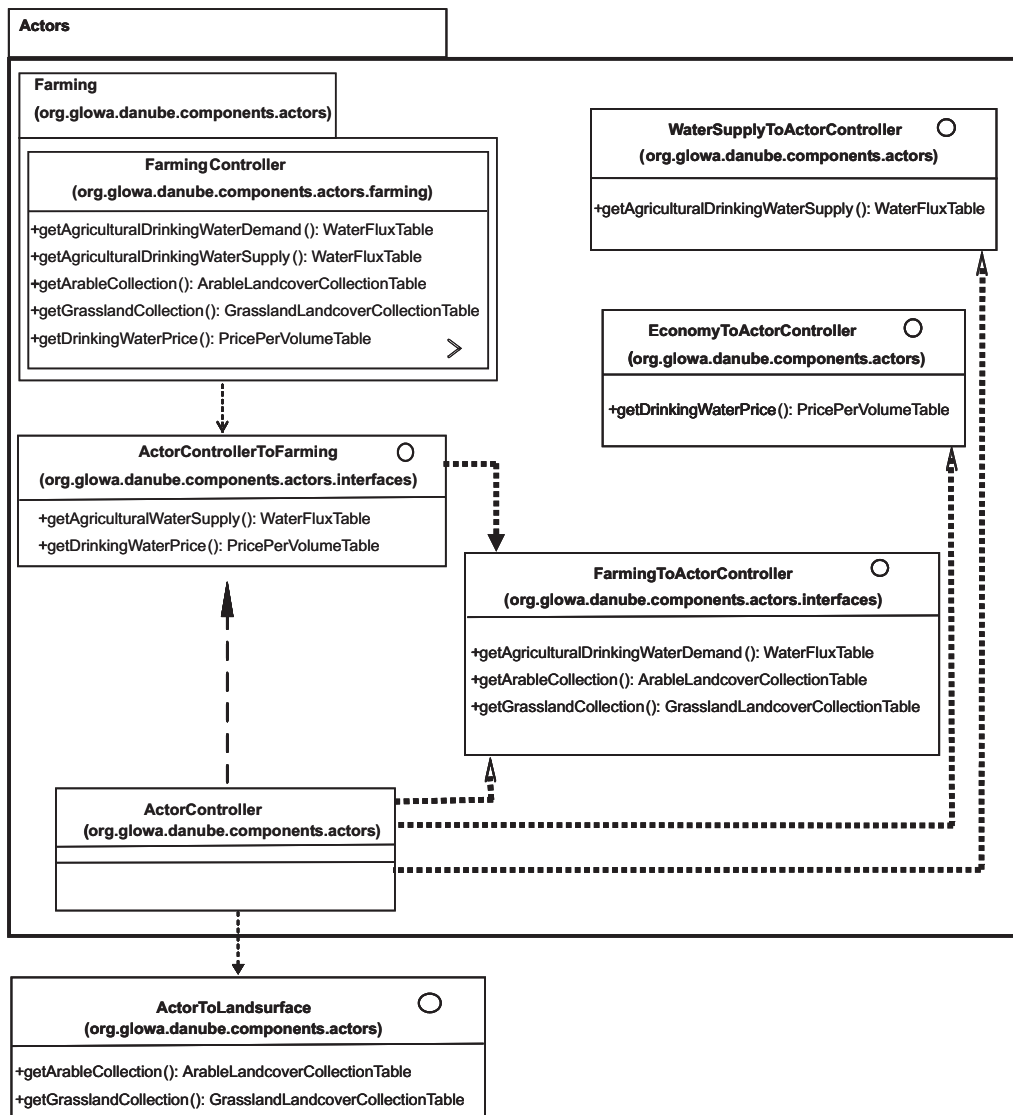 Actors
Farming
(org.glowa.danube.components.actors)
FarmingController
(org.glowa.danube.components.actors.farming)
+getAgriculturalDrinkingWaterDemand(): WaterFluxTable
+getAgriculturalDrinkingWaterSupply(): WaterFluxTable
+getArableCollection(): ArableLandcoverCollectionTable
+getGrasslandCollection(): GrasslandLandcoverCollectionTable
+getDrinkingWaterPrice(): PricePerVolumeTable
WaterSupplyToActorController
(org.glowa.danube.components.actors)
+getAgriculturalDrinkingWaterSupply(): WaterFluxTable
EconomyToActorController
(org.glowa.danube.components.actors)
+getDrinkingWaterPrice(): PricePerVolumeTable
ActorControllerToFarming
(org.glowa.danube.components.actors.interfaces)
+getAgriculturalWaterSupply(): WaterFluxTable
+getDrinkingWaterPrice(): PricePerVolumeTable
FarmingToActorController
(org.glowa.danube.components.actors.interfaces)
+getAgriculturalDrinkingWaterDemand(): WaterFluxTable
+getArableCollection(): ArableLandcoverCollectionTable
+getGrasslandCollection(): GrasslandLandcoverCollectionTable
ActorController
(org.glowa.danube.components.actors)
ActorToLandsurface
(org.glowa.danube.components.actors)
+getArableCollection(): ArableLandcoverCollectionTable
+getGrasslandCollection(): GrasslandLandcoverCollectionTable